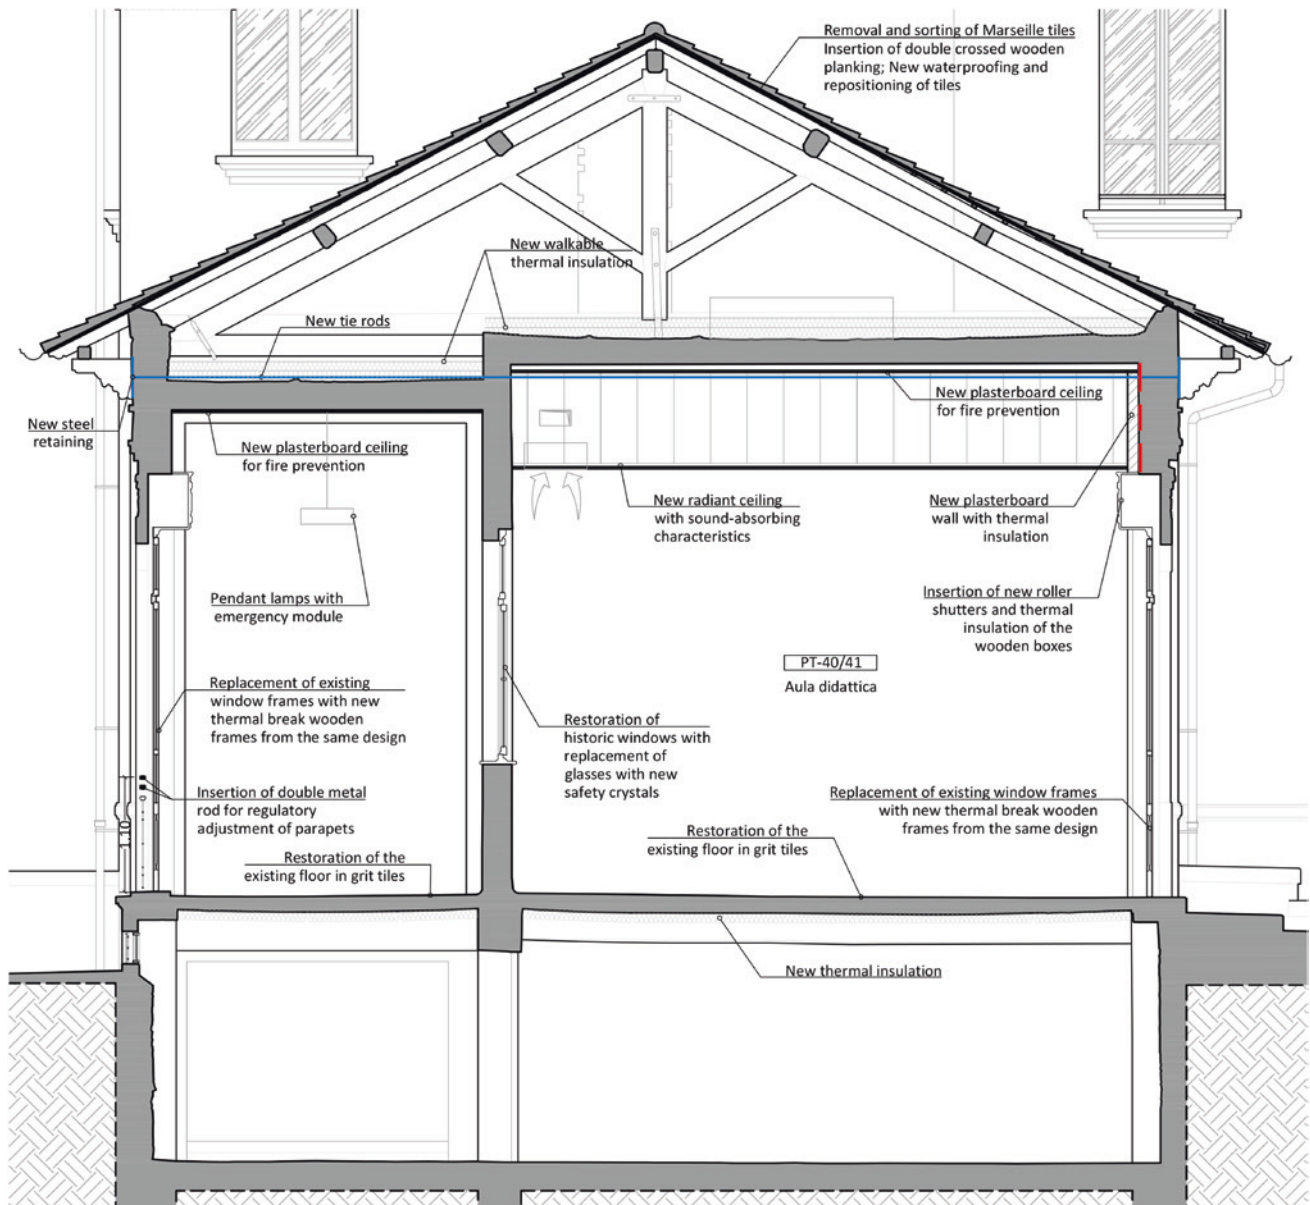 Removal and sorting of Marseille tiles
Insertion of double crossed wooden
planking; New waterproofing and
repositioning of tiles
New walkable
thermal insulation
New tie rods
New steel
retaining
New plasterboard ceiling
for fire prevention
New plasterboard ceiling
for fire prevention
New radiant ceiling
with sound-absorbing
characteristics
New plasterboard
wall with thermal
insulation
Pendant lamps with
emergency module
Insertion of new roller
shutters and thermal
insulation of the
wooden boxes
PT-40/41
Aula didattica
Replacement of existing
window frames with new
thermal break wooden
frames from the same design
Restoration of
historic windows with
replacement of
glasses with new
safety crystals
Insertion of double metal
rod for regulatory
adjustment of parapets
1.10
Replacement of existing window frames
with new thermal break wooden
frames from the same design
Restoration of the
existing floor in grit tiles
Restoration of the
existing floor in grit tiles
New thermal insulation